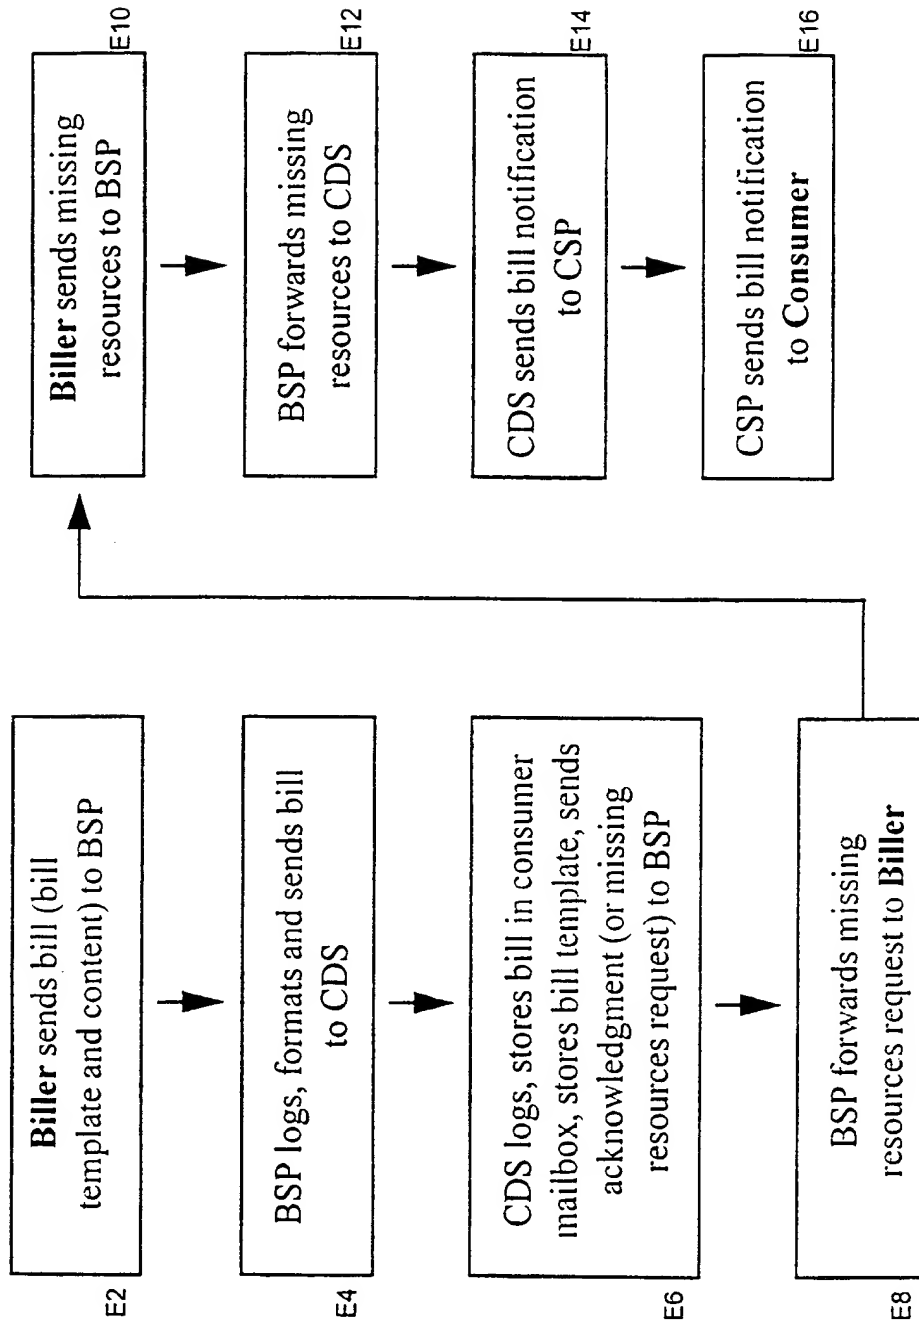 Biller sends bill (bill
template and content) to BSP
E2
BSP logs, formats and sends bill
to CDS
E4
CDS logs, stores bill in consumer
mailbox, stores bill template, sends
acknowledgment (or missing
resources request) to BSP
E6
BSP forwards missing
resources request to Biller
E8
Biller sends missing
resources to BSP
E10
BSP forwards missing
resources to CDS
E12
CDS sends bill notification
to CSP
E14
CSP sends bill notification
to Consumer
E16